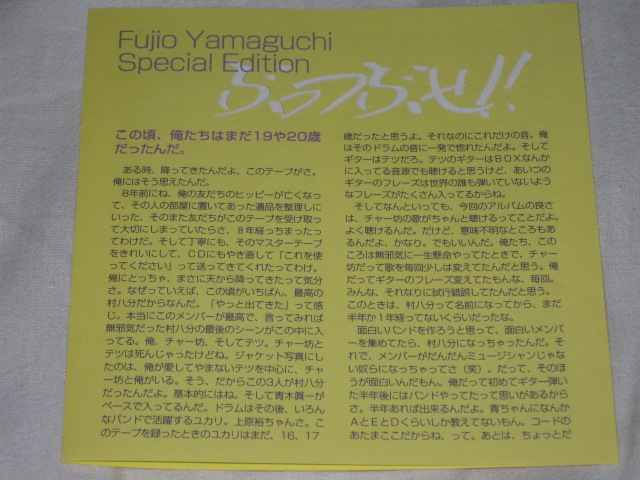 Fujio Yamaguchi
Special Edition
ぶっつぶせ!!
この頃、俺たちはまだ19や20歳
だったんだ。
ある時、降ってきたんだよ、このテープがさ。
俺にはそう思えたんだ。
8年前にね、俺の友だちのヒッピーが亡くなっ
て、その人の部屋に置いてあった遺品を整理しに
いった、そのまた友だちがこのテープを受け取っ
て大切にしまっていたらさ、8年経っちまったっ
てわけだ。そして丁寧にも、そのマスターテープ
をきれいにして、CDにもやき直して「これを使
ってください」って送ってきてくれたってわけ。
俺にとっちゃ、まさに天から降ってきたって気分
さ。なぜっていえば、この頃がいちばん、最高の
村八分だからなんだ。「やっと出てきた」って感
じ。本当にこのメンバーが最高で、言ってみれば
無邪気だった村八分の最後のシーンがこの中に入
ってる。俺、チャー坊、そしてテツ。チャー坊と
テツは死んじゃったけどね。ジャケット写真にし
たのは、俺が愛してやまないテツを中心に、チャ
ー坊と俺がいる。そう、だからこの3人が村八分
だったんだよ。基本的にはね。そして青木眞一が
ベースで入ってるんだ。ドラムはその後、いろん
なバンドで活躍するユカリ。上原裕ちゃんさ。こ
のテープを録ったときのユカリはまだ、16、17
歳だったと思うよ。それなのにこれだけの音。俺
はそのドラムの音に一発で惚れたんだよ。そして
ギターはテツだろ。テツのギターはBOXなんか
に入ってる音源でも聴けると思うけど、あいつの
ギターのフレーズは世界の誰も弾いていないよう
なフレーズがたくさん入ってるからね。
そしてなんといっても、今回のアルバムの良さ
は、チャー坊の歌がちゃんと聴けるってことだよ。
よく聴けるんだ。だけど、意味不明なところもあ
るんだよ、かなり。でもいいんだ。俺たち、この
ころは無邪気に一生懸命やってたときで、チャー
坊だって歌を毎回少しは変えてたんだと思う。俺
だってギターのフレーズ変えてたもんな、毎回。
みんな、それなりに試行錯誤してたんだと思う。
このときは、村八分って名前になってから、まだ
半年か1年経ってないくらいだったな。
面白いバンドを作ろうと思って、面白いメンバ
ーを集めてたら、村八分になっちゃったんだ。そ
れで、メンバーがだんだんミュージシャンじゃな
い奴らになっちゃってさ(笑)。だって、そのほ
うが面白いんだもん。俺だって初めてギター弾い
た半年後にはバンドやってたって思いがあるから
さ。半年あれば出来るんだよ。青ちゃんになんか
AとEとDくらいしか教えてないもん。コードの
あたまここだからね、って。あとは、ちょっとだ